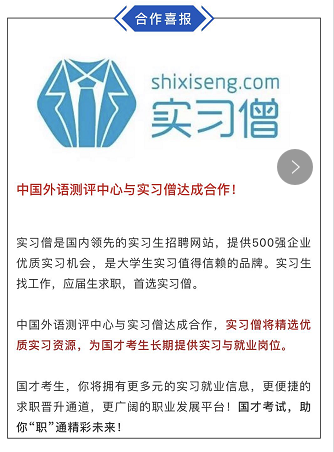 合作喜报
shixiseng.com
实习僧
中国外语测评中心与实习僧达成合作！
实习僧是国内领先的实习生招聘网站，提供500强企业
优质实习机会，是大学生实习值得信赖的品牌。实习生
找工作，应届生求职，首选实习僧。
中国外语测评中心与实习僧达成合作，实习僧将精选优
质实习资源，为国才考生长期提供实习与就业岗位。
国才考生，你将拥有更多元的实习就业信息，更便捷的
求职晋升通道，更广阔的职业发展平台！国才考试，助
你“职”通精彩未来！